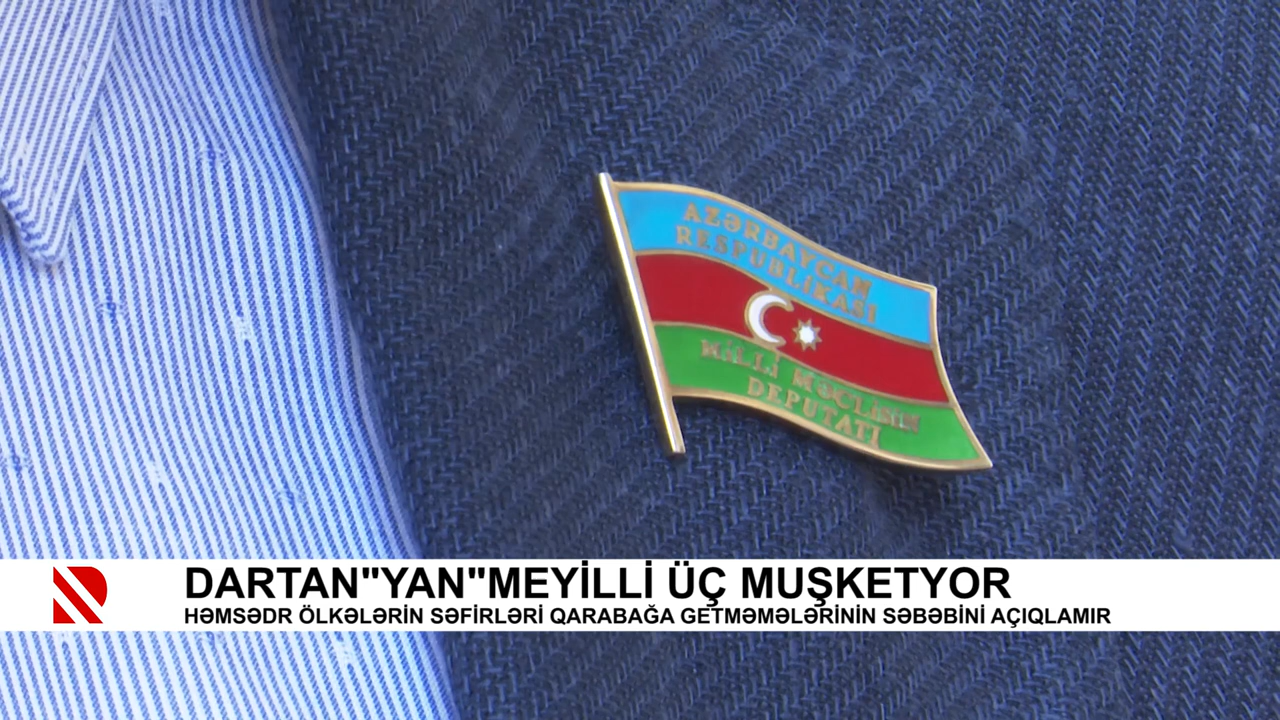 AZƏRBAYCAN
RESPUBLİKASI
MİLLİ MƏCLİSİN
DEPUTATI
DARTAN"YAN"MEYİLLİ ÜÇ MUŞKETYOR
HƏMSƏDR ÖLKƏLƏRİN SƏFİRLƏRİ QARABAĞA GETMƏMƏLƏRİNİN SƏBƏBİNİ AÇIQLAMIR